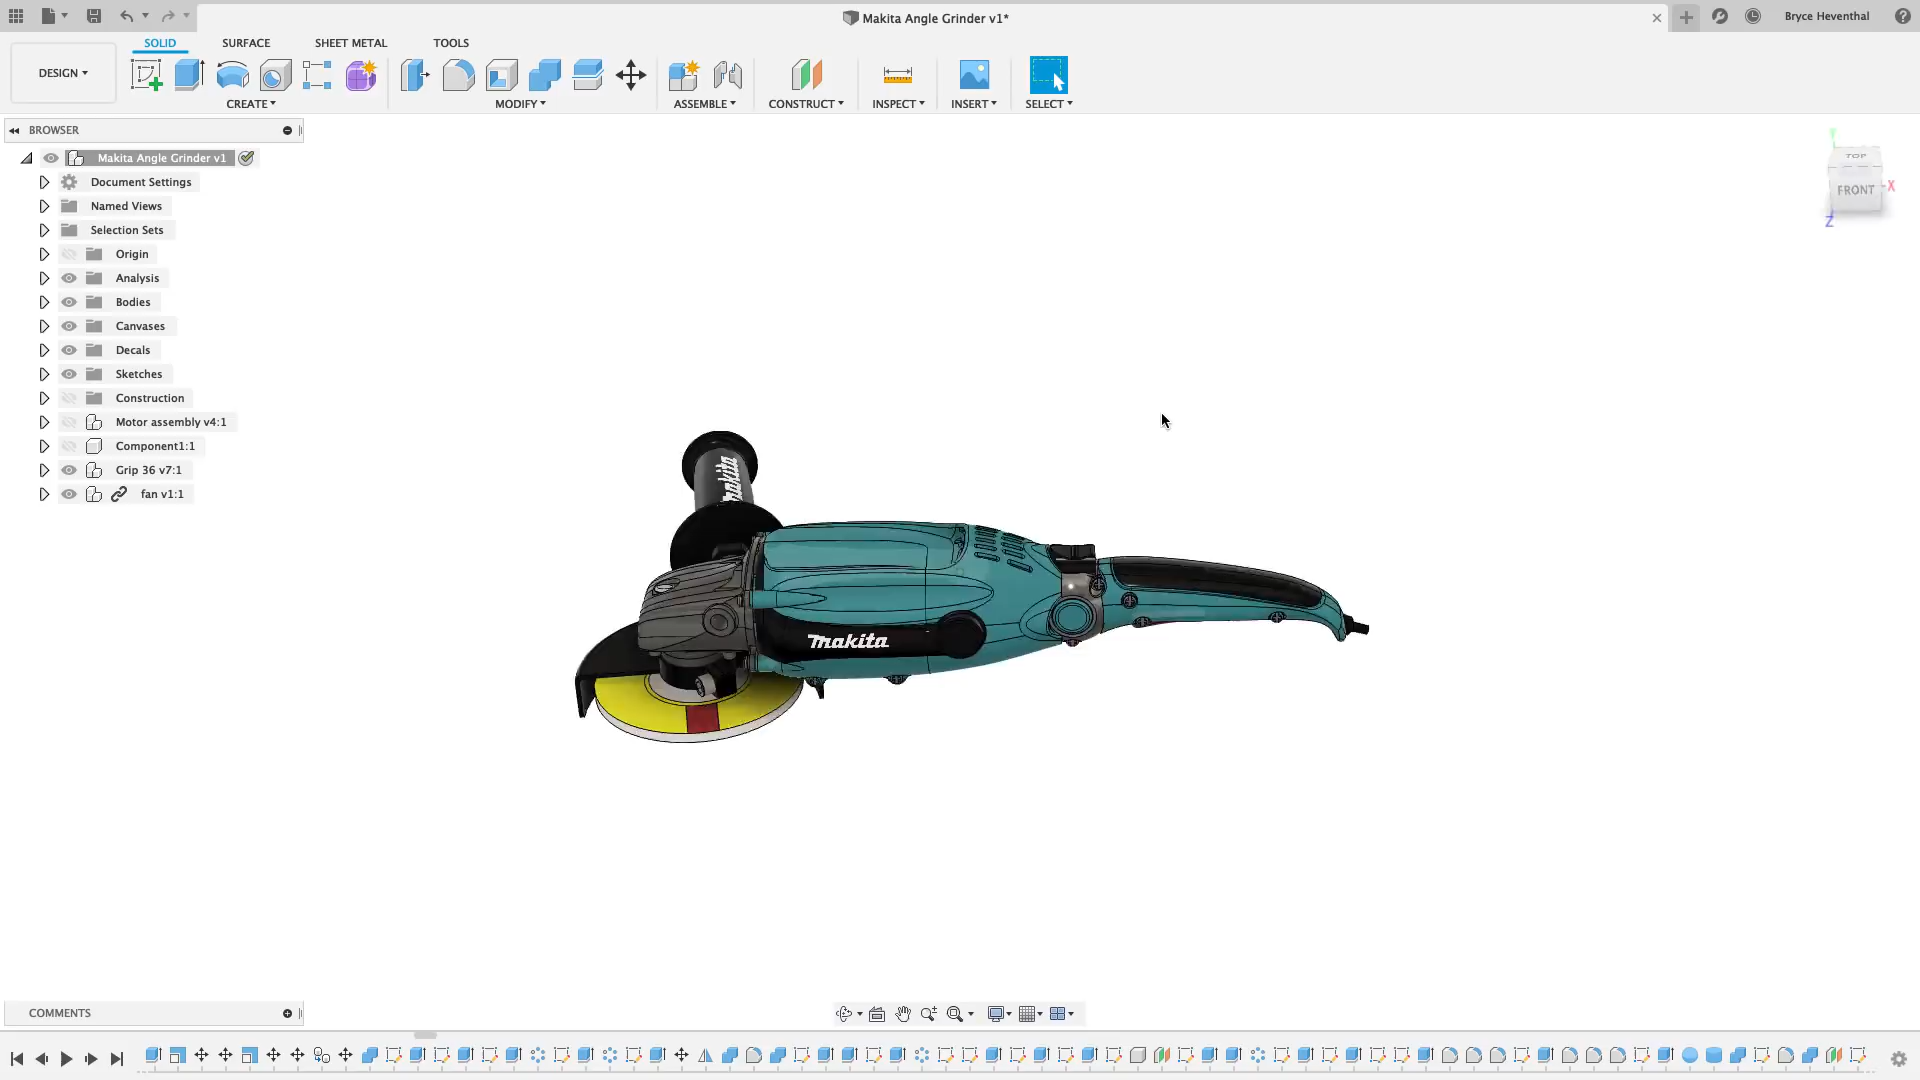 Makita Angle Grinder v1*
Bryce Heventhal
DESIGN
SOLID
SURFACE
SHEET METAL
TOOLS
CREATE
MODIFY
ASSEMBLE
CONSTRUCT
INSPECT
INSERT
SELECT
BROWSER
Makita Angle Grinder v1
Document Settings
Named Views
Selection Sets
Origin
Analysis
Bodies
Canvases
Decals
Sketches
Construction
Motor assembly v4:1
Component1:1
Grip 36 v7:1
fan v1:1
Y
TOP
FRONT
X
Z
makita
makita
COMMENTS